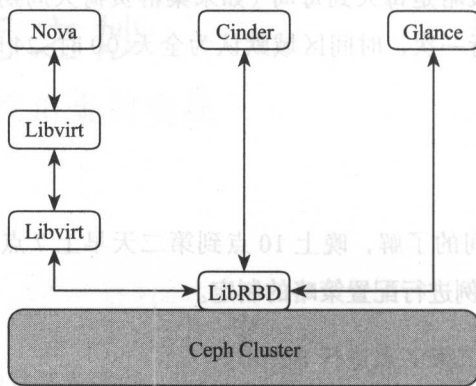 Nova Cinder Glance
Libvirt
Libvirt
LibRBD
Ceph Cluster